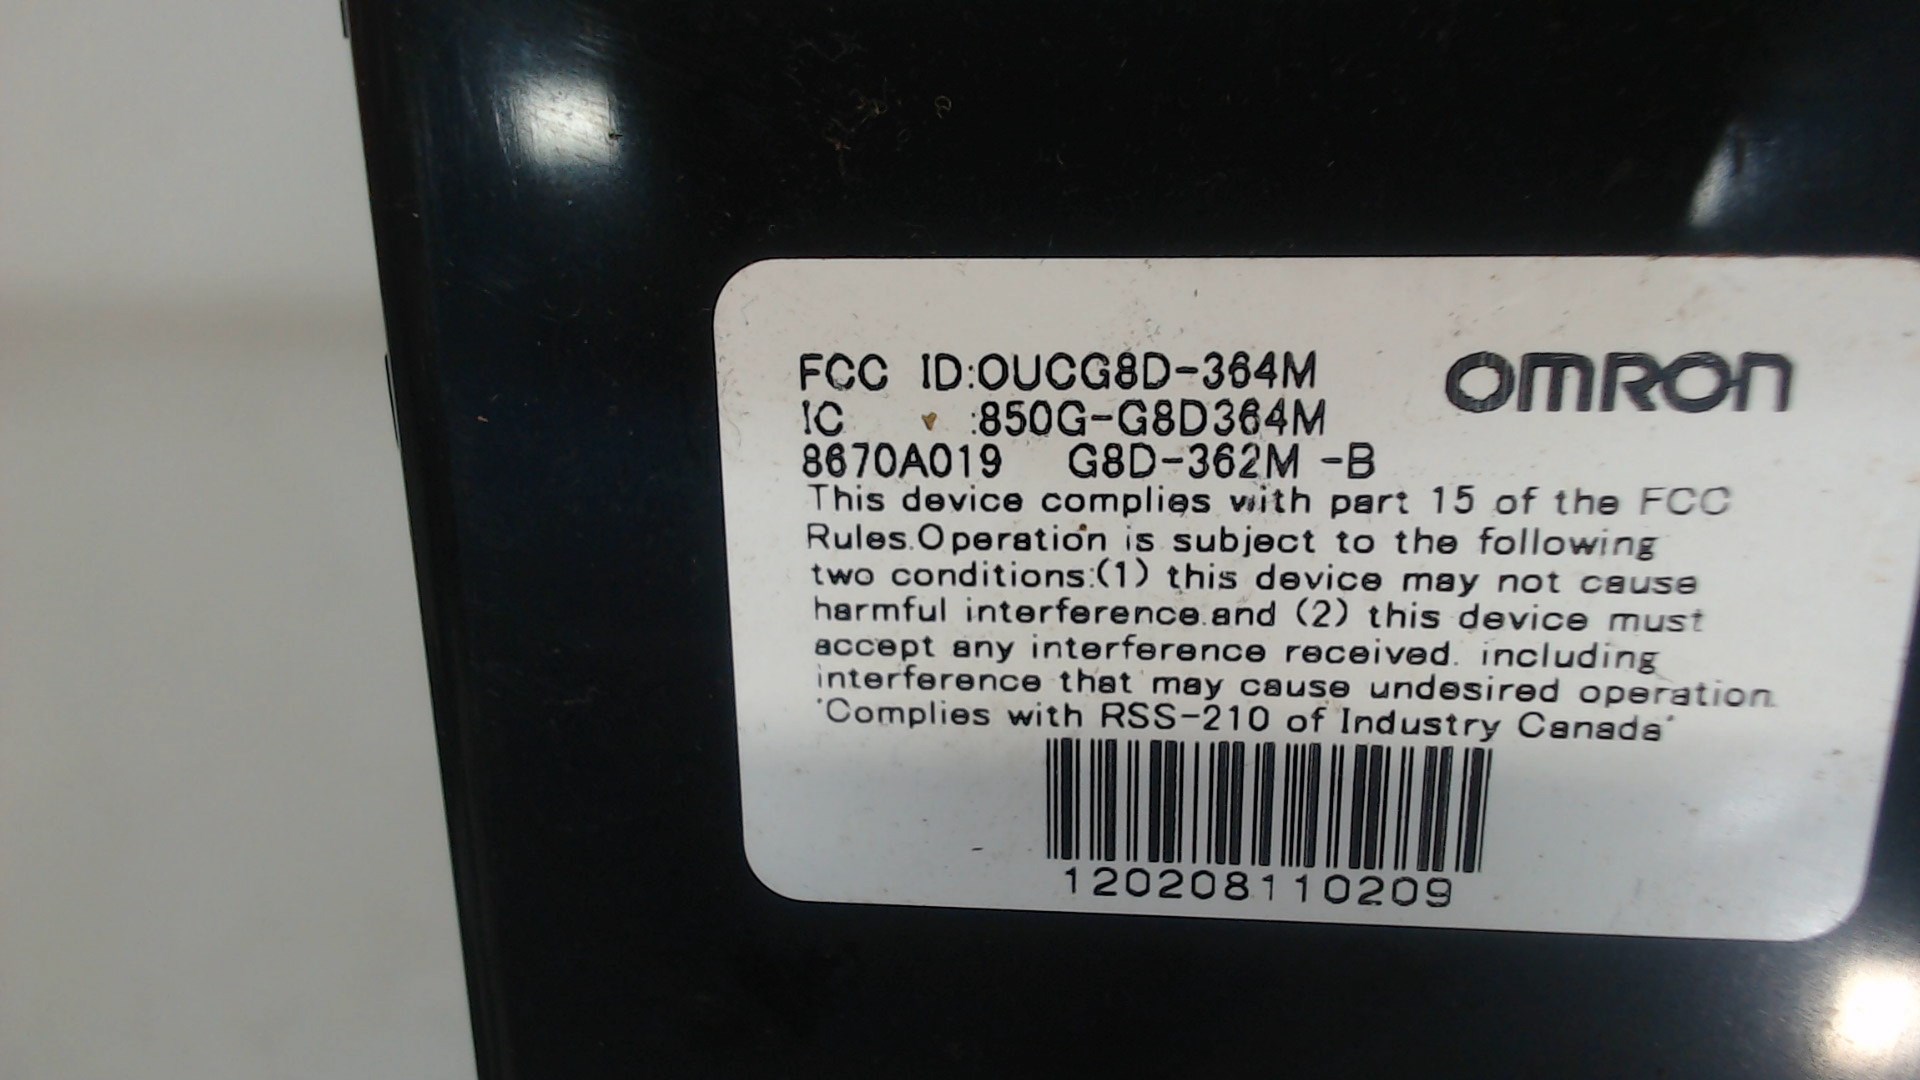 FCC ID:OUCG8D-364M
OMRON
IC :850G-G8D364M
8670A019 G8D-362M -B
This device complies with part 15 of the FCC
Rules.Operation is subject to the following
two conditions:(1) this device may not cause
harmful interference.and (2) this device must
accept any interference received. including
interference that may cause undesired operation.
"Complies with RSS-210 of Industry Canada"
120208110209